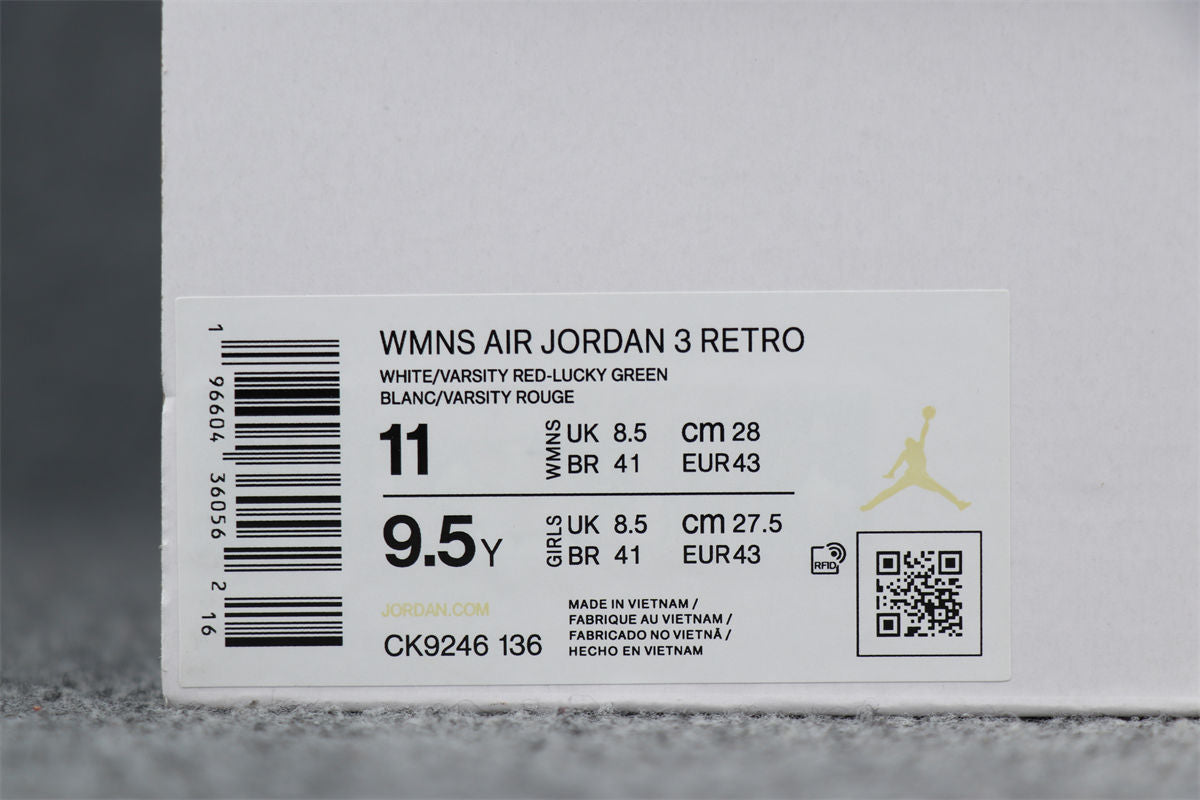 WMNS AIR JORDAN 3 RETRO
WHITE/VARSITY RED-LUCKY GREEN
BLANC/VARSITY ROUGE
11 WMNS UK 8.5 cm 28
BR 41 EUR 43
9.5Y GIRLS UK 8.5 cm 27.5
BR 41 EUR 43
RFID
JORDAN.COM
CK9246 136
MADE IN VIETNAM /
FABRIQUE AU VIETNAM /
FABRICADO NO VIETNÃ /
HECHO EN VIETNAM
1 96604 36056 2 16